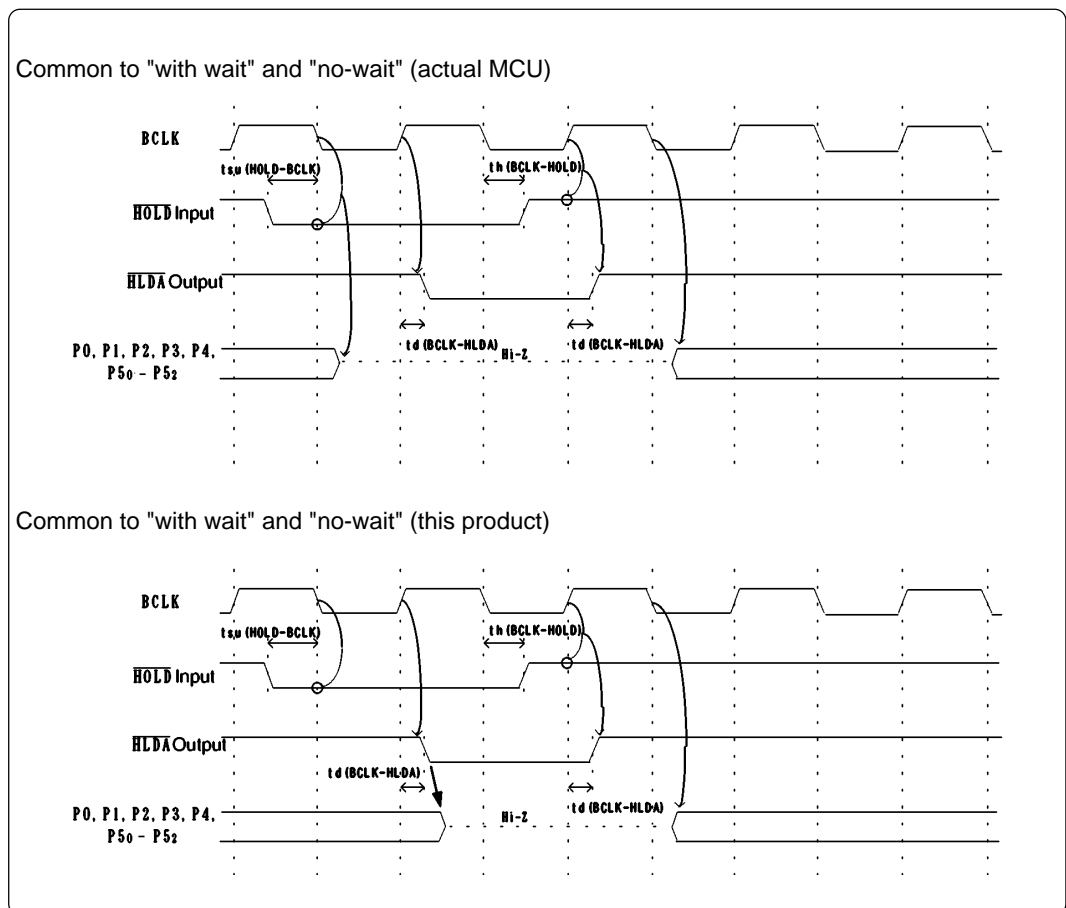 Common to "with wait" and "no-wait" (actual MCU)
BCLK
tsu (HOLD-BCLK)
th (BCLK-HOLD)
HOLD Input
HLDA Output
td (BCLK-HLDA)
td (BCLK-HLDA)
Hi-Z
P0, P1, P2, P3, P4,
P50 - P52
Common to "with wait" and "no-wait" (this product)
BCLK
tsu (HOLD-BCLK)
th (BCLK-HOLD)
HOLD Input
HLDA Output
td (BCLK-HLDA)
td (BCLK-HLDA)
Hi-Z
P0, P1, P2, P3, P4,
P50 - P52